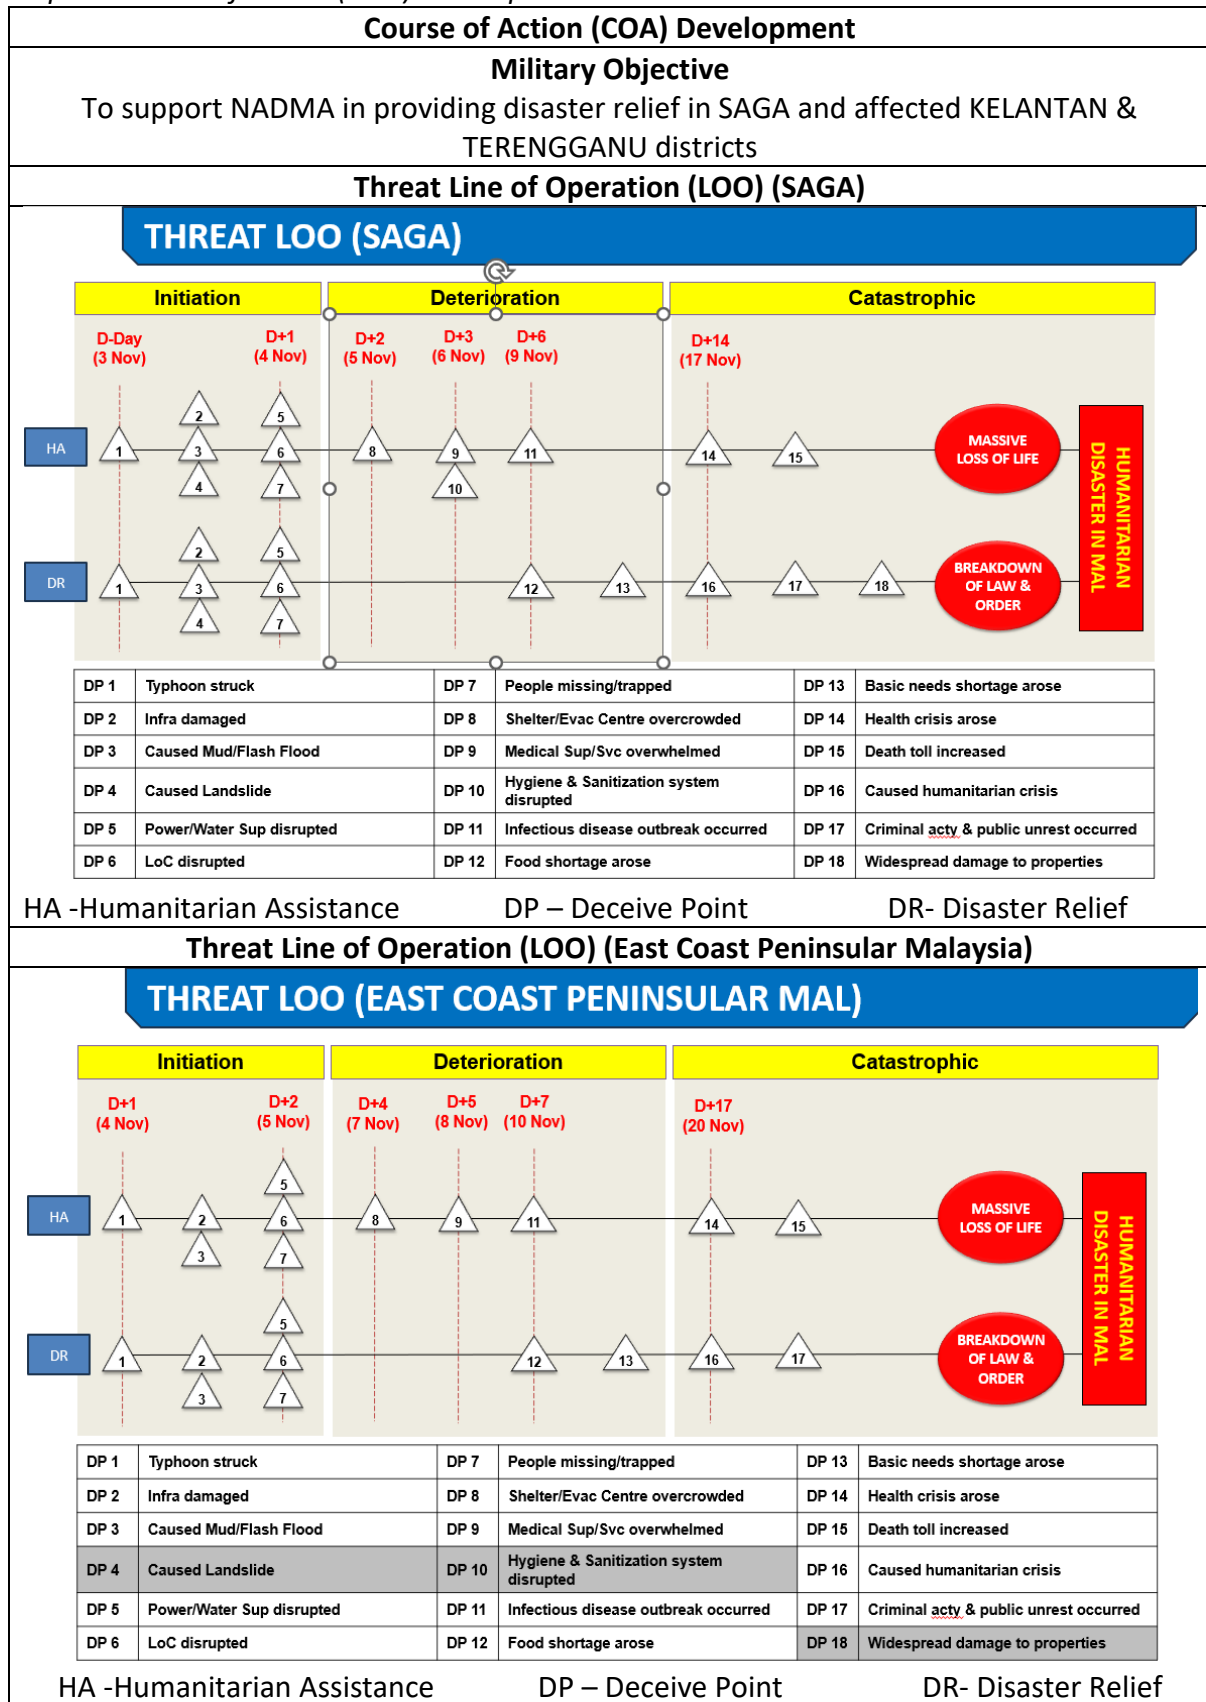 Course of Action (COA) Development
Military Objective
To support NADMA in providing disaster relief in SAGA and affected KELANTAN &
TERENGGANU districts
Threat Line of Operation (LOO) (SAGA)
THREAT LOO (SAGA)
Initiation Deterioration Catastrophic
D-Day D+1 D+2 D+3 D+6 D+14
(3 Nov) (4 Nov) (5 Nov) (6 Nov) (9 Nov) (17 Nov)
2 5
HA 1 3 6 8 9 11 14 15
4 7 10
MASSIVE
LOSS OF LIFE
2 5
DR 1 3 6 12 13 16 17 18
4 7
BREAKDOWN
OF LAW &
ORDER
HUMANITARIAN
DISASTER IN MAL
DP 1 Typhoon struck DP 7 People missing/trapped DP 13 Basic needs shortage arose
DP 2 Infra damaged DP 8 Shelter/Evac Centre overcrowded DP 14 Health crisis arose
DP 3 Caused Mud/Flash Flood DP 9 Medical Sup/Svc overwhelmed DP 15 Death toll increased
DP 4 Caused Landslide DP 10 Hygiene & Sanitization system
disrupted DP 16 Caused humanitarian crisis
DP 5 Power/Water Sup disrupted DP 11 Infectious disease outbreak occurred DP 17 Criminal acty & public unrest occurred
DP 6 LoC disrupted DP 12 Food shortage arose DP 18 Widespread damage to properties
HA -Humanitarian Assistance DP – Deceive Point DR- Disaster Relief
Threat Line of Operation (LOO) (East Coast Peninsular Malaysia)
THREAT LOO (EAST COAST PENINSULAR MAL)
Initiation Deterioration Catastrophic
D+1 D+2 D+4 D+5 D+7 D+17
(4 Nov) (5 Nov) (7 Nov) (8 Nov) (10 Nov) (20 Nov)
5
HA 1 2 6 8 9 11 14 15
3 7
MASSIVE
LOSS OF LIFE
5
DR 1 2 6 12 13 16 17
3 7
BREAKDOWN
OF LAW &
ORDER
HUMANITARIAN
DISASTER IN MAL
DP 1 Typhoon struck DP 7 People missing/trapped DP 13 Basic needs shortage arose
DP 2 Infra damaged DP 8 Shelter/Evac Centre overcrowded DP 14 Health crisis arose
DP 3 Caused Mud/Flash Flood DP 9 Medical Sup/Svc overwhelmed DP 15 Death toll increased
DP 4 Caused Landslide DP 10 Hygiene & Sanitization system
disrupted DP 16 Caused humanitarian crisis
DP 5 Power/Water Sup disrupted DP 11 Infectious disease outbreak occurred DP 17 Criminal acty & public unrest occurred
DP 6 LoC disrupted DP 12 Food shortage arose DP 18 Widespread damage to properties
HA -Humanitarian Assistance DP – Deceive Point DR- Disaster Relief